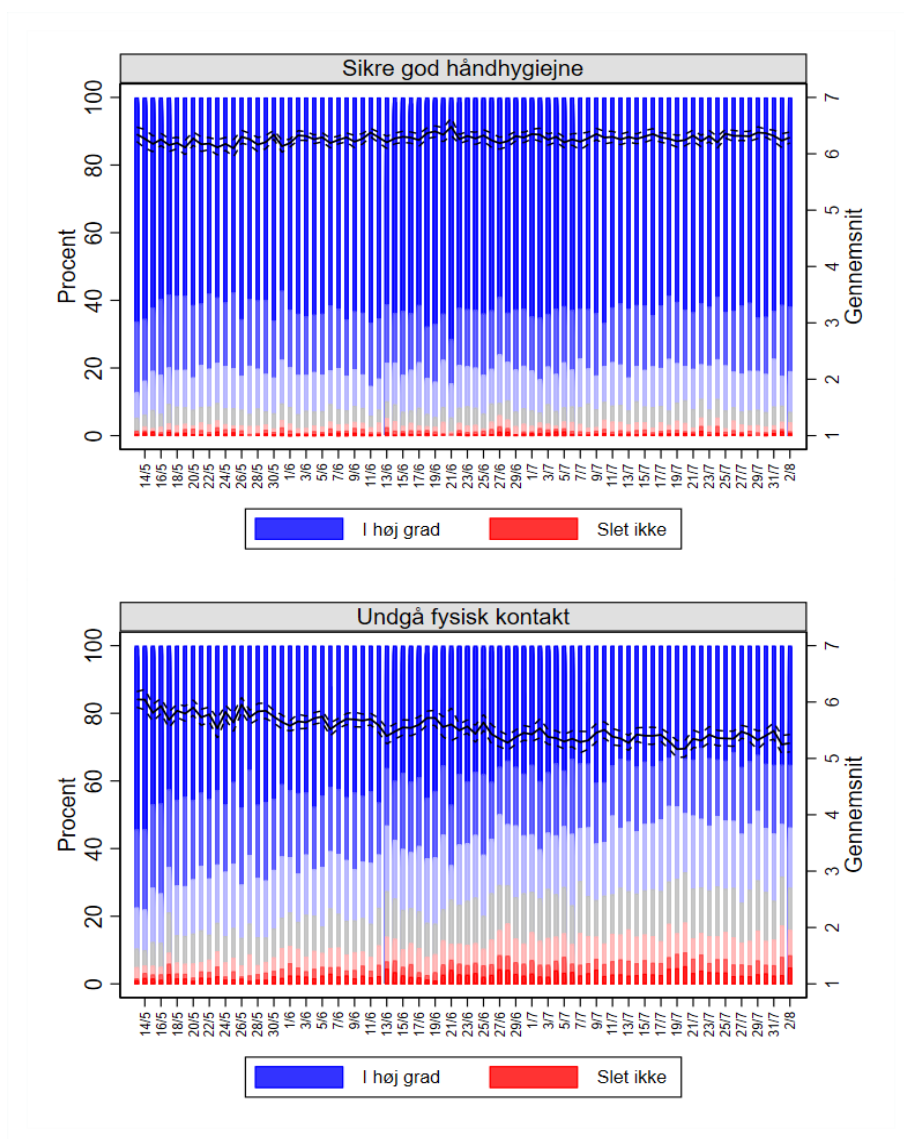 Sikre god håndhygiejne
100
80
60
40
20
0
Procent
7
6
5
4
3
2
1
Gennemsnit
14/5 16/5 18/5 20/5 22/5 24/5 26/5 28/5 30/5 1/6 3/6 5/6 7/6 9/6 11/6 13/6 15/6 17/6 19/6 21/6 23/6 25/6 27/6 29/6 1/7 3/7 5/7 7/7 9/7 11/7 13/7 15/7 17/7 19/7 21/7 23/7 25/7 27/7 29/7 31/7 2/8
I høj grad Slet ikke
Undgå fysisk kontakt
100
80
60
40
20
0
Procent
7
6
5
4
3
2
1
Gennemsnit
14/5 16/5 18/5 20/5 22/5 24/5 26/5 28/5 30/5 1/6 3/6 5/6 7/6 9/6 11/6 13/6 15/6 17/6 19/6 21/6 23/6 25/6 27/6 29/6 1/7 3/7 5/7 7/7 9/7 11/7 13/7 15/7 17/7 19/7 21/7 23/7 25/7 27/7 29/7 31/7 2/8
I høj grad Slet ikke